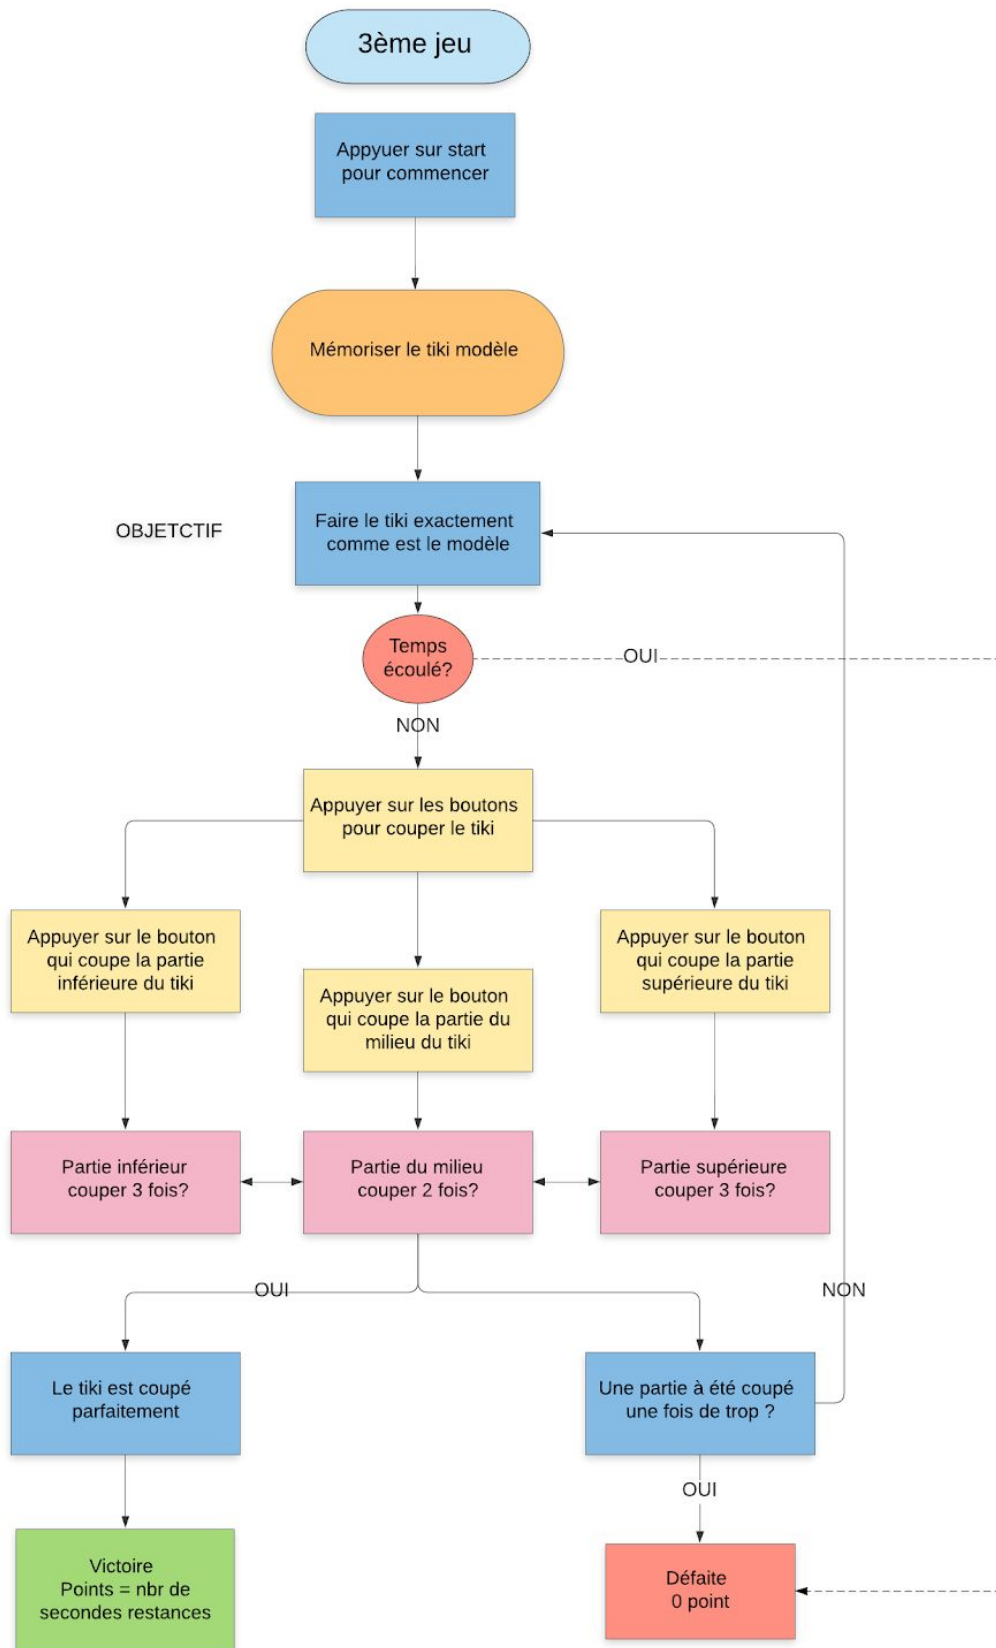 3ème jeu
Appyuer sur start
pour commencer
Mémoriser le tiki modèle
OBJETCTIF
Faire le tiki exactement
comme est le modèle
Temps
écoulé?
OUI
NON
Appuyer sur les boutons
pour couper le tiki
Appuyer sur le bouton
qui coupe la partie
inférieure du tiki
Appuyer sur le bouton
qui coupe la partie du
milieu du tiki
Appuyer sur le bouton
qui coupe la partie
supérieure du tiki
Partie inférieur
couper 3 fois?
Partie du milieu
couper 2 fois?
Partie supérieure
couper 3 fois?
OUI
NON
Le tiki est coupé
parfaitement
Une partie à été coupé
une fois de trop ?
OUI
Victoire
Points = nbr de
secondes restances
Défaite
0 point